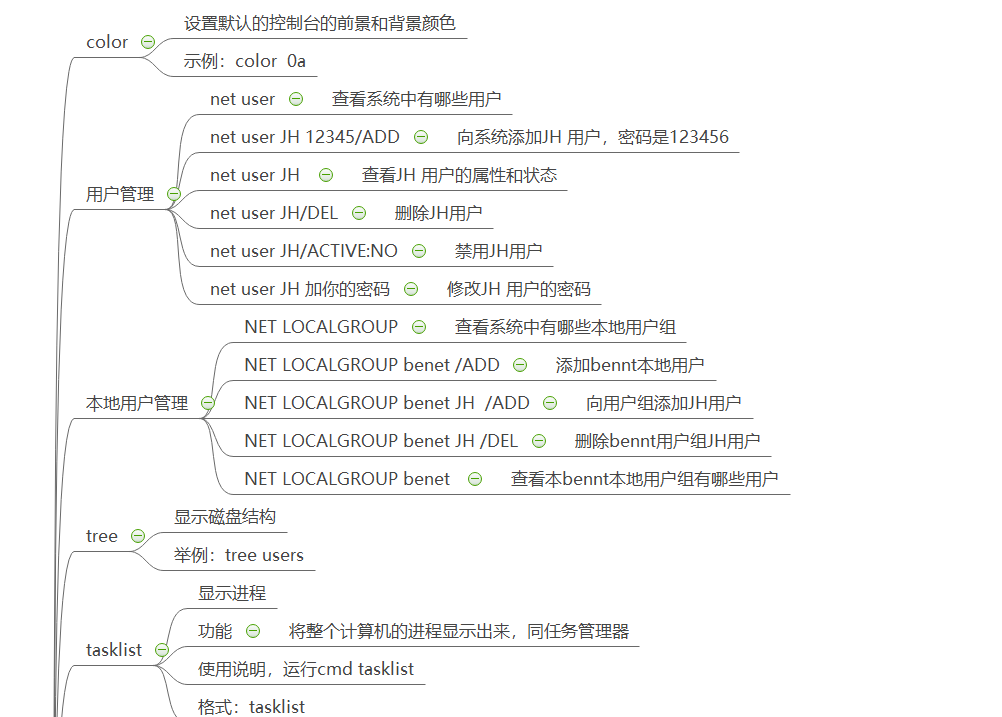 color
设置默认的控制台的前景和背景颜色
示例：color  0a
用户管理
net user 查看系统中有哪些用户
net user JH 12345/ADD 向系统添加JH 用户，密码是123456
net user JH 查看JH 用户的属性和状态
net user JH/DEL 删除JH用户
net user JH/ACTIVE:NO 禁用JH用户
net user JH 加你的密码 修改JH 用户的密码
本地用户管理
NET LOCALGROUP 查看系统中有哪些本地用户组
NET LOCALGROUP benet /ADD 添加bennt本地用户
NET LOCALGROUP benet JH  /ADD 向用户组添加JH用户
NET LOCALGROUP benet JH /DEL 删除bennt用户组JH用户
NET LOCALGROUP benet 查看本bennt本地用户组有哪些用户
tree
显示磁盘结构
举例：tree users
tasklist
显示进程
功能 将整个计算机的进程显示出来，同任务管理器
使用说明，运行cmd tasklist
格式：tasklist